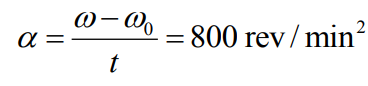 α = (ω − ω₀) / t = 800 rev / min²